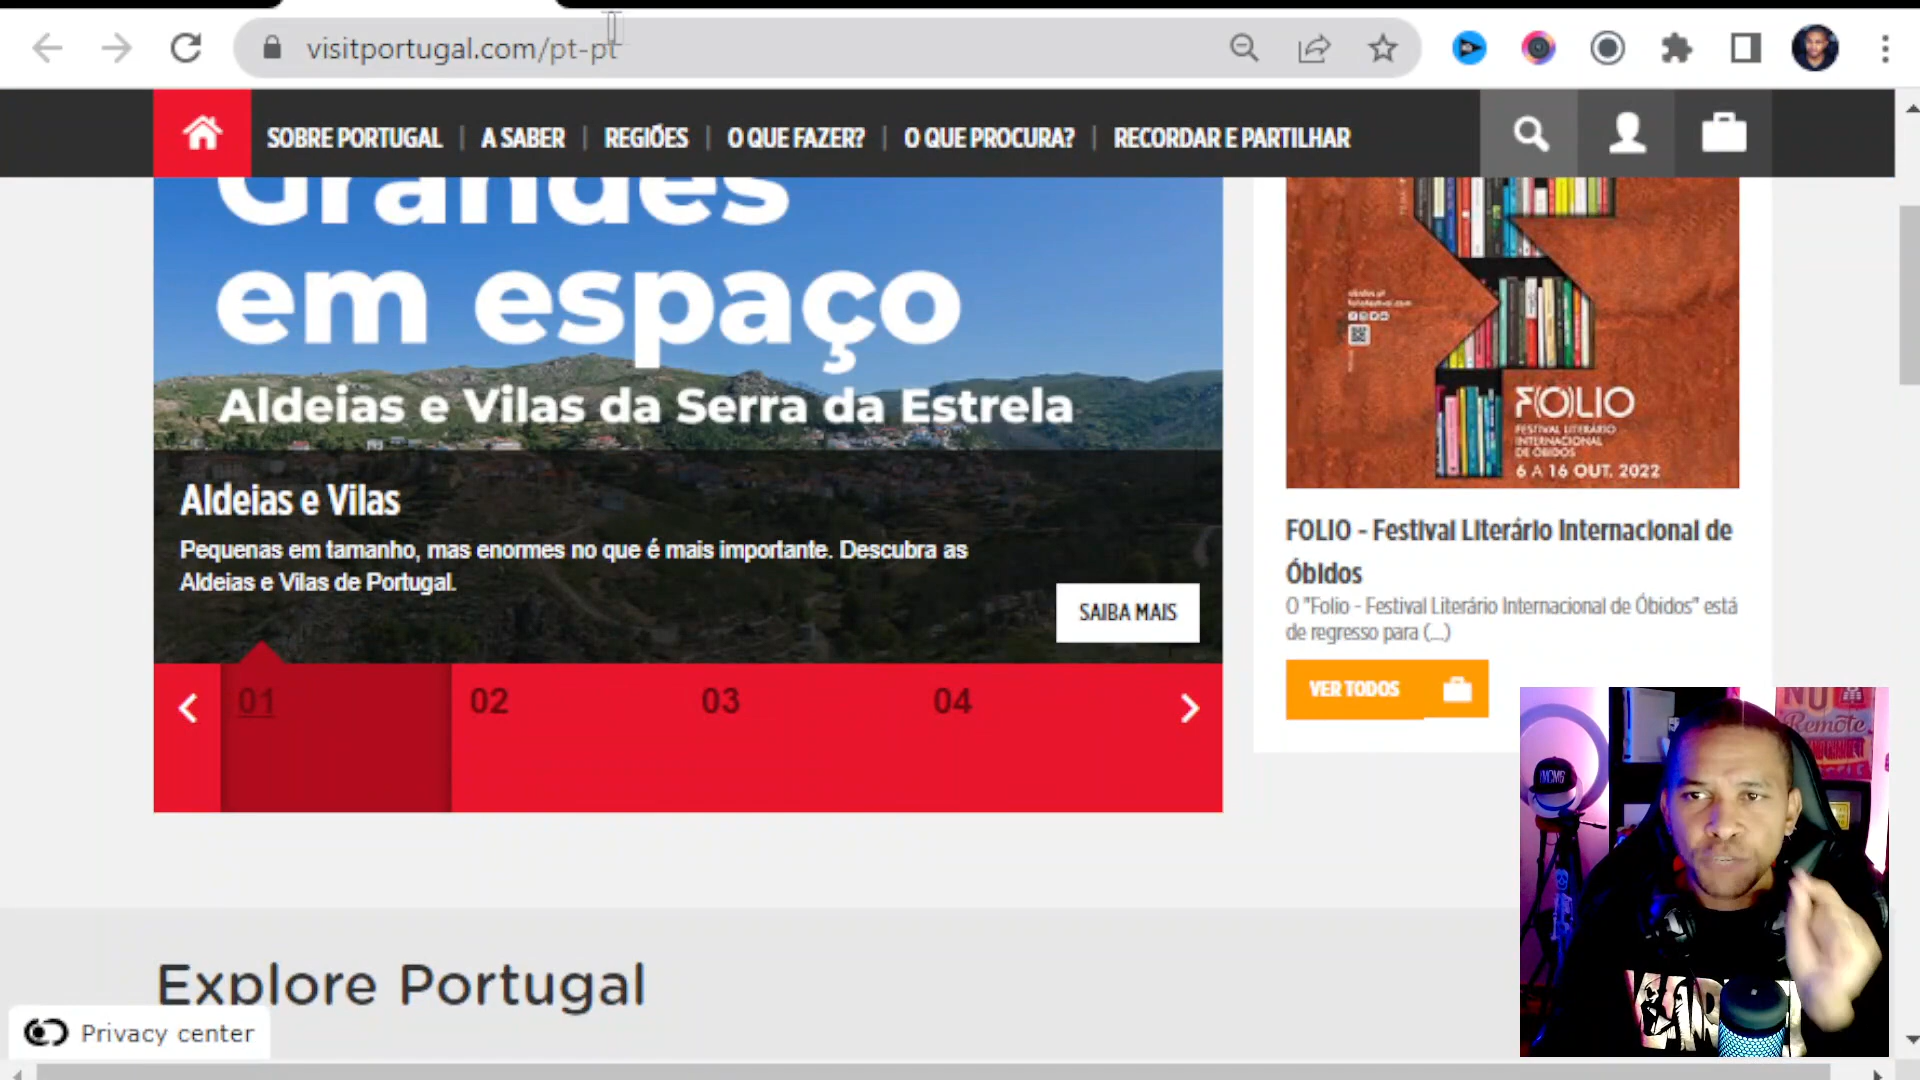 visitportugal.com/pt-pt
SOBRE PORTUGAL | A SABER | REGIÕES | O QUE FAZER? | O QUE PROCURA? | RECORDAR E PARTILHAR
Grandes
em espaço
Aldeias e Vilas da Serra da Estrela
Aldeias e Vilas
Pequenas em tamanho, mas enormes no que é mais importante. Descubra as
Aldeias e Vilas de Portugal.
SAIBA MAIS
01 02 03 04
FOLIO
FESTIVAL LITERÁRIO
INTERNACIONAL
DE ÓBIDOS
6 A 16 OUT. 2022
FOLIO - Festival Literário Internacional de
Óbidos
O "Folio - Festival Literário Internacional de Óbidos" está
de regresso para (...)
VER TODOS
Remote
Explore Portugal
Privacy center